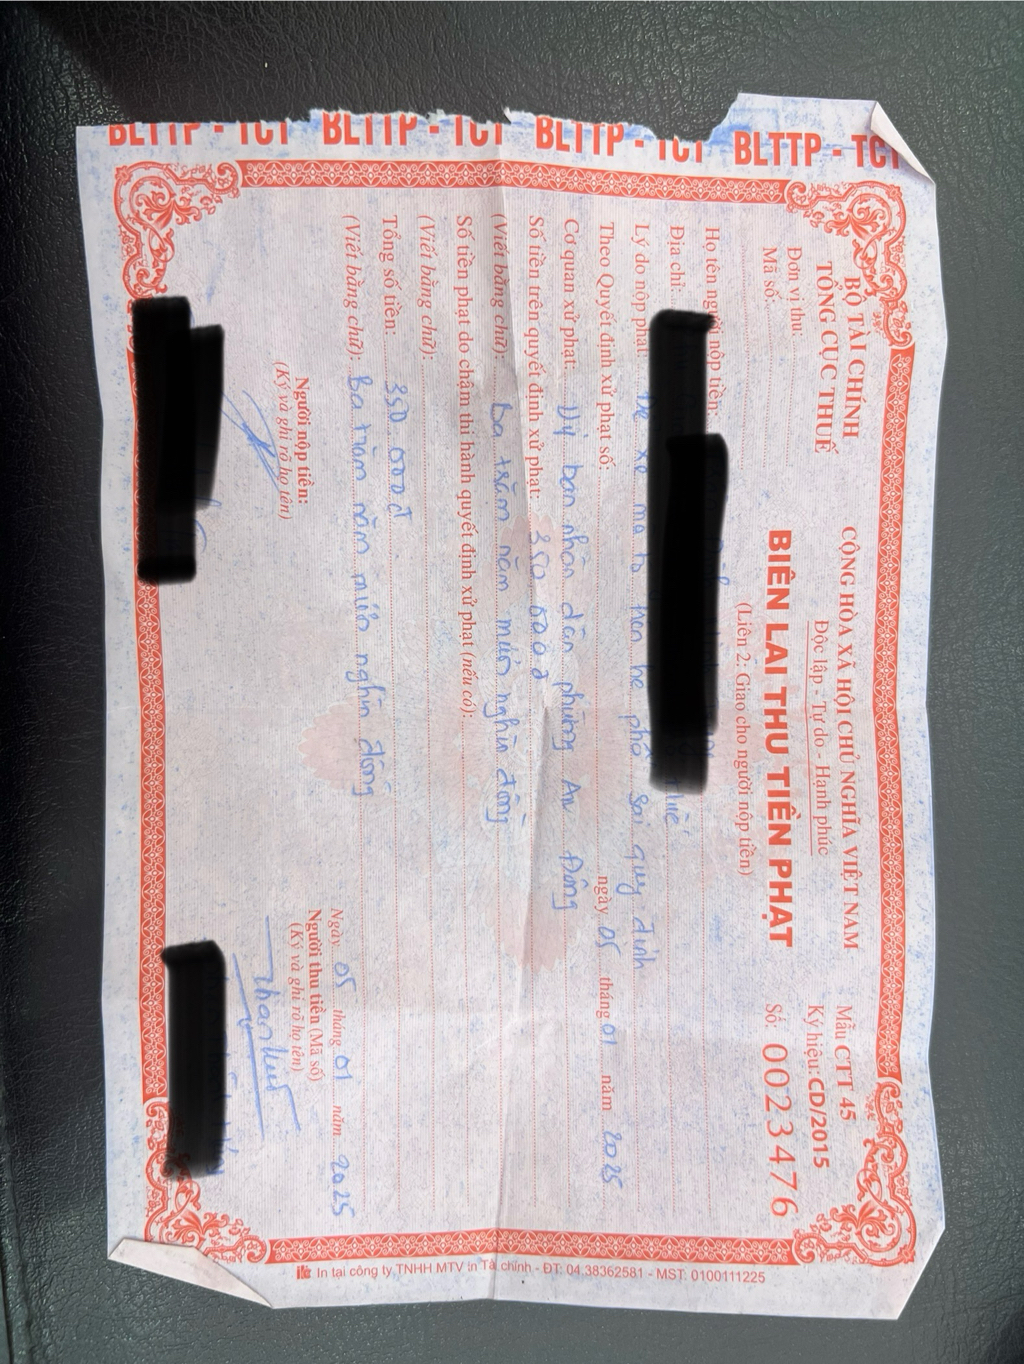 BLTTP - TCT BLTTP - TCT BLTTP - TCT BLTTP - TCT
BỘ TÀI CHÍNH
TỔNG CỤC THUẾ
Đơn vị thu:
Mã số:
CỘNG HÒA XÃ HỘI CHỦ NGHĨA VIỆT NAM
Độc lập - Tự do - Hạnh phúc
BIÊN LAI THU TIỀN PHẠT
(Liên 2: Giao cho người nộp tiền)
Mẫu CTT 45
Ký hiệu: CD/2015
Số: 0023476
Họ tên người nộp tiền:
Địa chỉ:
Lý do nộp phạt: để xe mô tô trên hè phố sai quy định
Theo Quyết định xử phạt số: ngày 05 tháng 01 năm 2025
Cơ quan xử phạt: Uỷ ban nhân dân phường An Đông
Số tiền trên quyết định xử phạt: 350.000đ
(Viết bằng chữ): ba trăm năm mươi nghìn đồng
Số tiền phạt do chậm thi hành quyết định xử phạt (nếu có):
(Viết bằng chữ):
Tổng số tiền: 350.000đ
(Viết bằng chữ): Ba trăm năm mươi nghìn đồng
Ngày 05 tháng 01 năm 2025
Người nộp tiền:
(Ký và ghi rõ họ tên)
Người thu tiền (Mã số)
(Ký và ghi rõ họ tên)
In tại công ty TNHH MTV In Tài chính - ĐT: 04.38362581 - MST: 0100111225